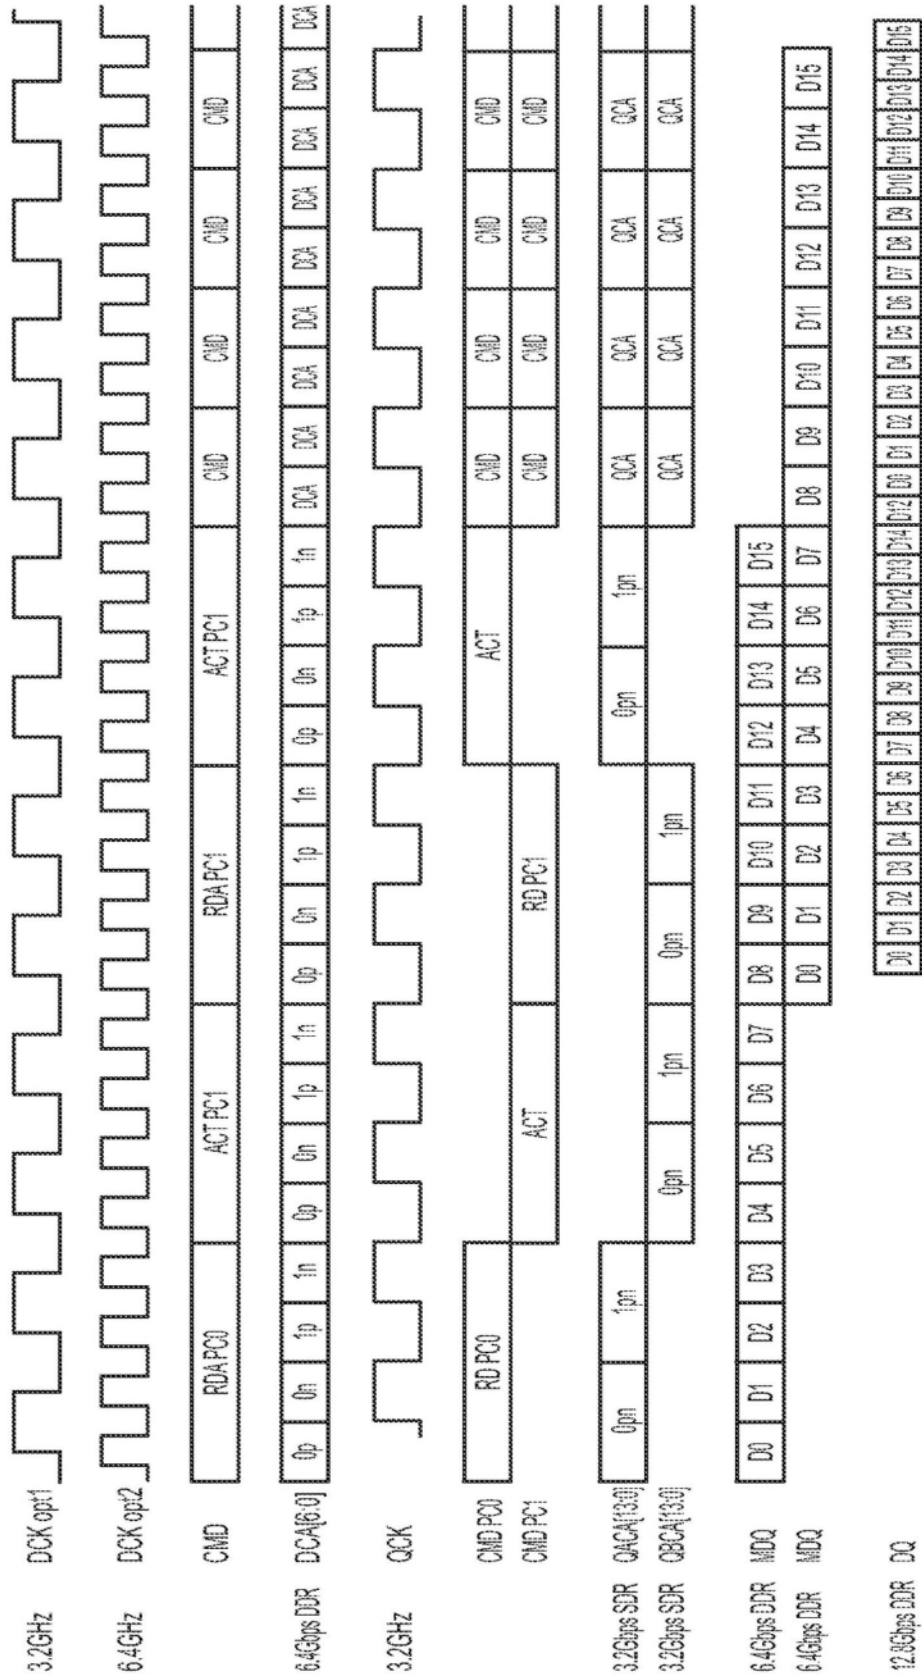 3.2GHz DCK opt1
6.4GHz DCK opt2
CMD RDA PC0 ACT PC1 RDA PC1 ACT PC1 CMD CMD CMD CMD
6.4Gbps DDR DCA[6:0] 0p 0n 1p 1n 0p 0n 1p 1n 0p 0n 1p 1n 0p 0n 1p 1n DCA DCA DCA DCA DCA DCA DCA DCA DCA
3.2GHz QCK
CMD PC0 RD PC0 ACT CMD CMD CMD CMD
CMD PC1 ACT RD PC1 CMD CMD CMD CMD
3.2Gbps SDR QACA[13:0] 0pn 1pn 0pn 1pn QCA QCA QCA QCA
3.2Gbps SDR QBCA[13:0] 0pn 1pn 0pn 1pn QCA QCA QCA QCA
6.4Gbps DDR MDQ D0 D1 D2 D3 D4 D5 D6 D7 D8 D9 D10 D11 D12 D13 D14 D15
6.4Gbps DDR MDQ D0 D1 D2 D3 D4 D5 D6 D7 D8 D9 D10 D11 D12 D13 D14 D15
12.8Gbps DDR DQ D0 D1 D2 D3 D4 D5 D6 D7 D8 D9 D10 D11 D12 D13 D14 D12 D0 D1 D2 D3 D4 D5 D6 D7 D8 D9 D10 D11 D12 D13 D14 D15